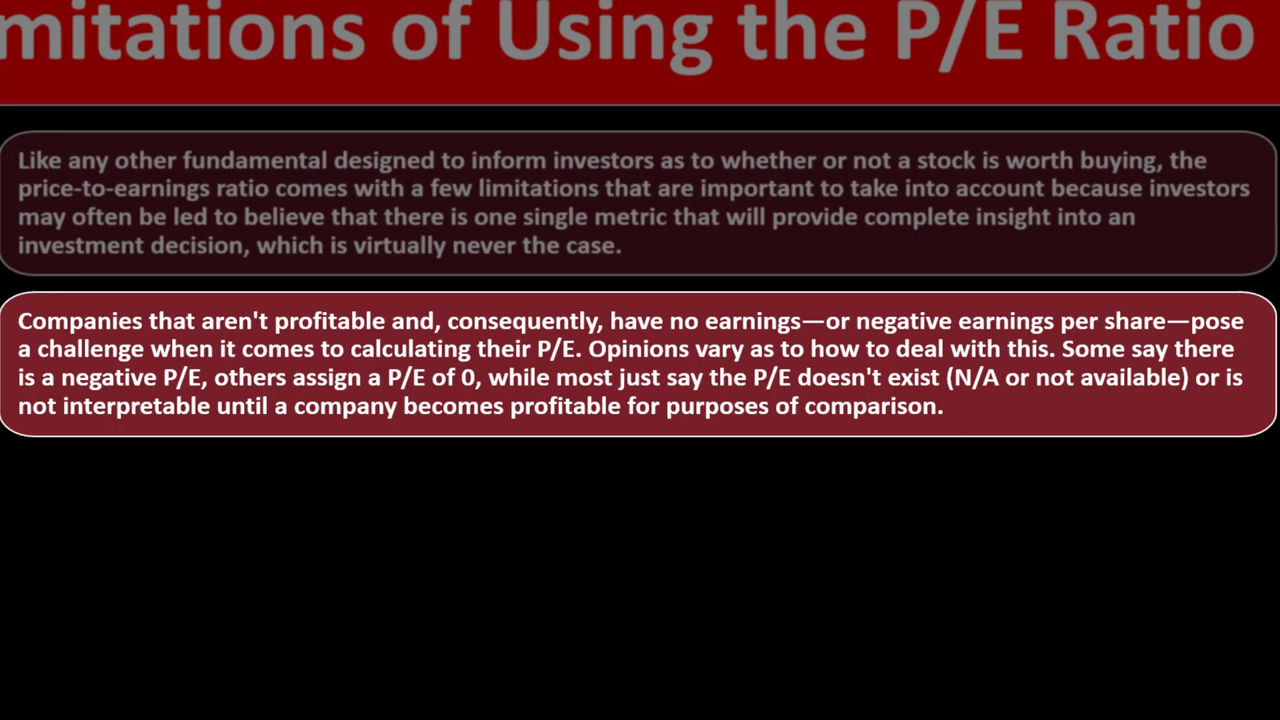 mitations of Using the P/E Ratio
Like any other fundamental designed to inform investors as to whether or not a stock is worth buying, the
price-to-earnings ratio comes with a few limitations that are important to take into account because investors
may often be led to believe that there is one single metric that will provide complete insight into an
investment decision, which is virtually never the case.
Companies that aren't profitable and, consequently, have no earnings—or negative earnings per share—pose
a challenge when it comes to calculating their P/E. Opinions vary as to how to deal with this. Some say there
is a negative P/E, others assign a P/E of 0, while most just say the P/E doesn't exist (N/A or not available) or is
not interpretable until a company becomes profitable for purposes of comparison.